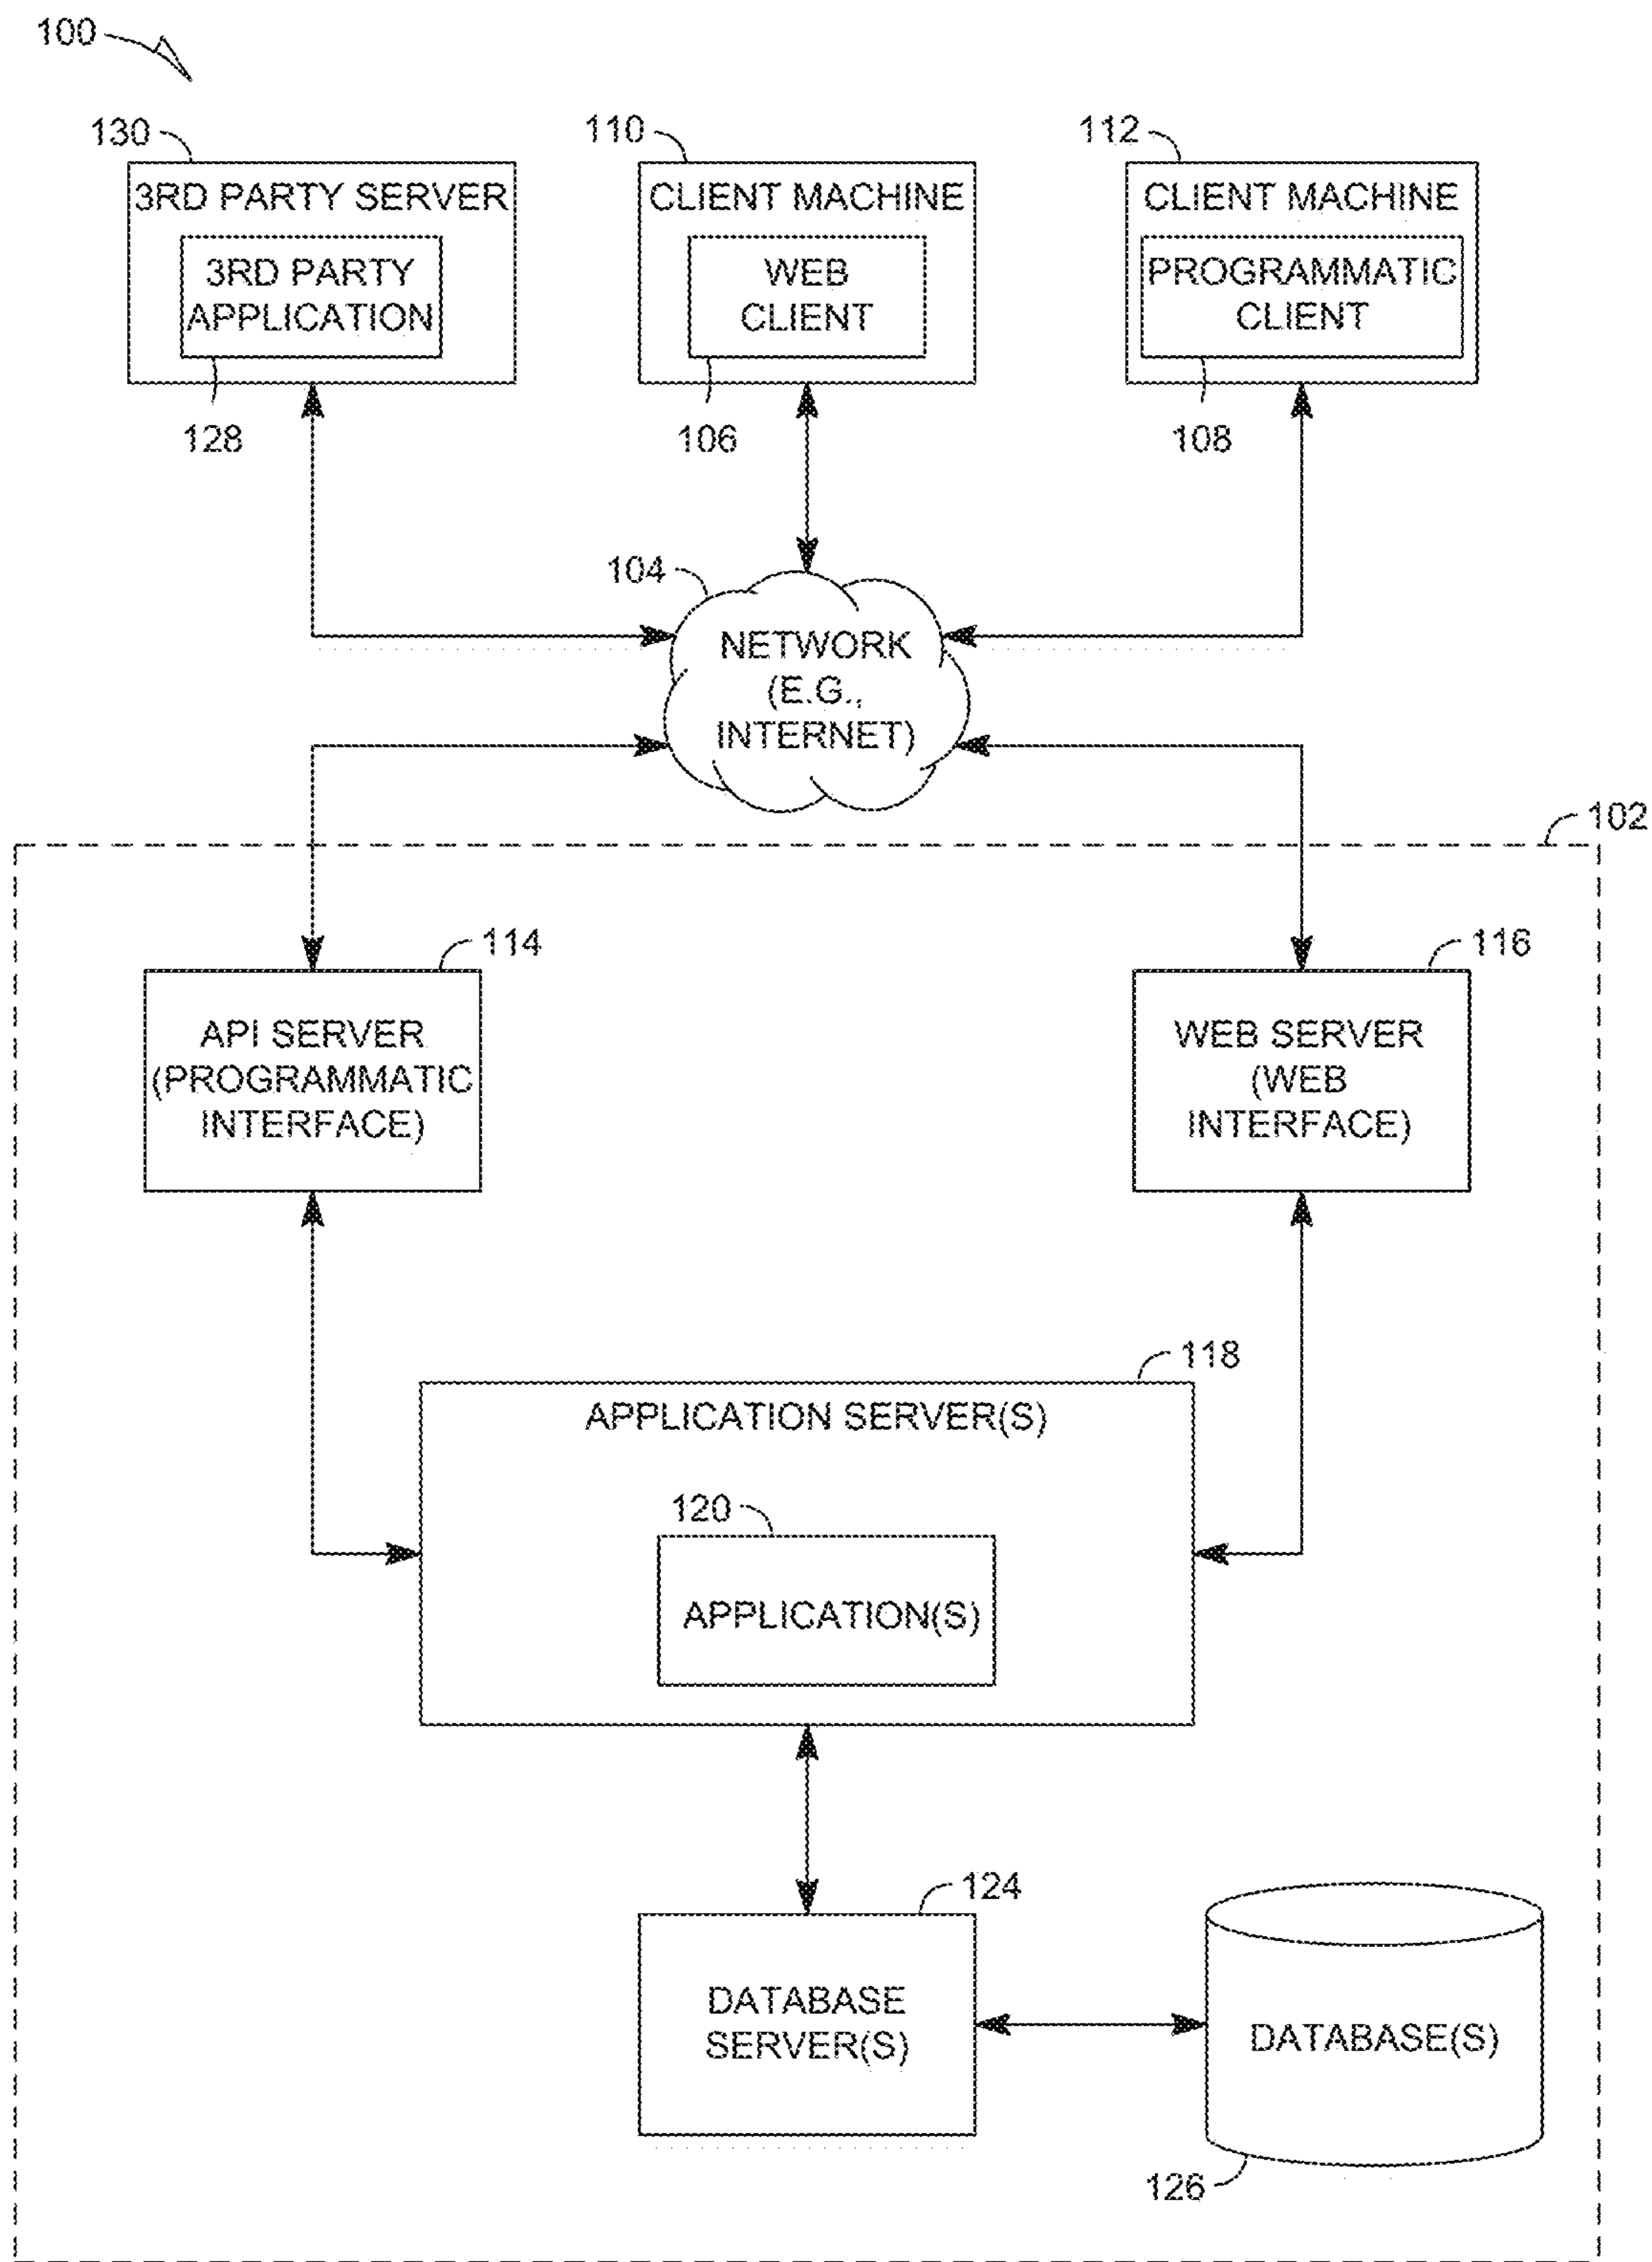 100
130
110
112
3RD PARTY SERVER
CLIENT MACHINE
CLIENT MACHINE
3RD PARTY
APPLICATION
WEB
CLIENT
PROGRAMMATIC
CLIENT
128
106
108
104
NETWORK
(E.G.,
INTERNET)
102
114
116
API SERVER
(PROGRAMMATIC
INTERFACE)
WEB SERVER
(WEB
INTERFACE)
118
APPLICATION SERVER(S)
120
APPLICATION(S)
124
DATABASE
SERVER(S)
DATABASE(S)
126